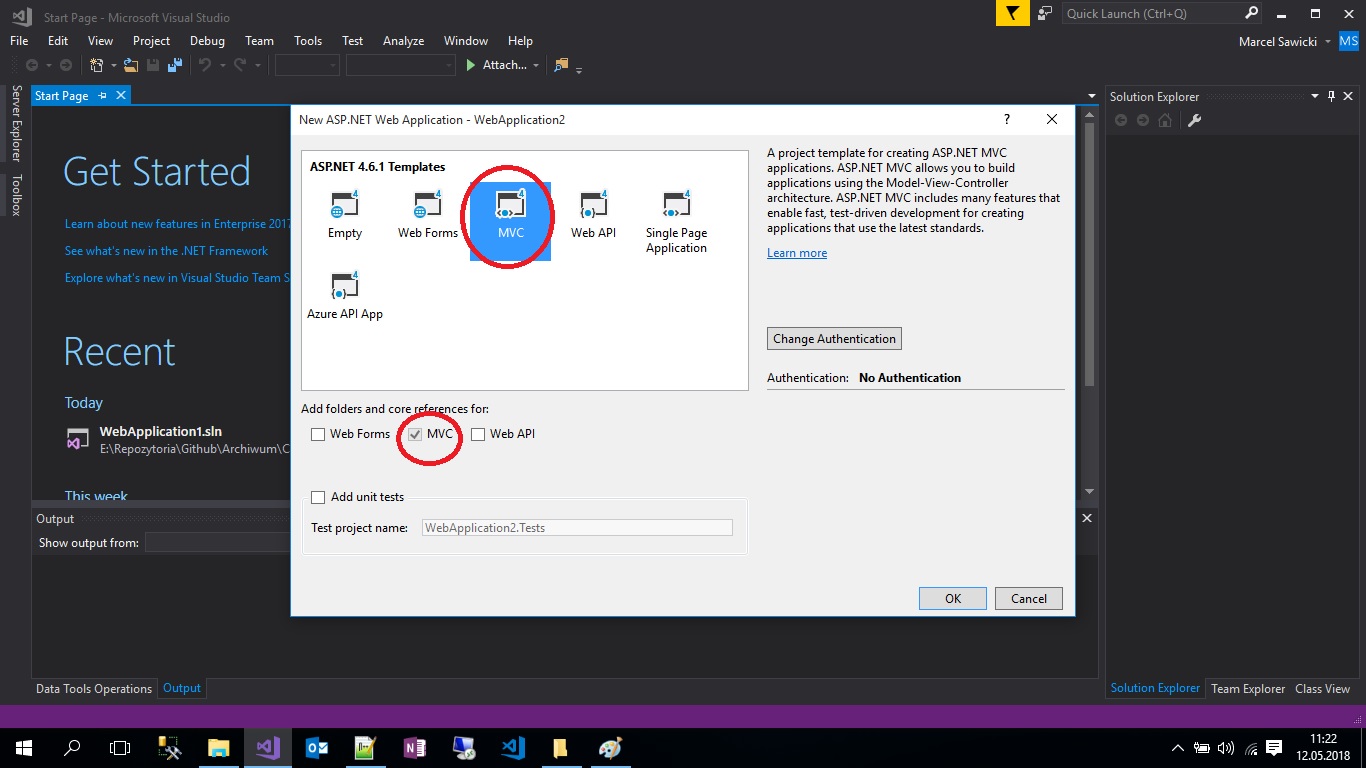 Start Page - Microsoft Visual Studio
Quick Launch (Ctrl+Q)
File Edit View Project Debug Team Tools Test Analyze Window Help
Marcel Sawicki MS
Attach...
Server Explorer
Toolbox
Start Page
Get Started
Learn about new features in Enterprise 2017
See what's new in the .NET Framework
Explore what's new in Visual Studio Team S
Recent
Today
WebApplication1.sln
E:\Repozytoria\Github\Archiwum\C
This week
New ASP.NET Web Application - WebApplication2
?
ASP.NET 4.6.1 Templates
Empty
Web Forms
MVC
Web API
Single Page
Application
Azure API App
A project template for creating ASP.NET MVC
applications. ASP.NET MVC allows you to build
applications using the Model-View-Controller
architecture. ASP.NET MVC includes many features that
enable fast, test-driven development for creating
applications that use the latest standards.
Learn more
Change Authentication
Authentication: No Authentication
Add folders and core references for:
Web Forms MVC Web API
Add unit tests
Test project name: WebApplication2.Tests
OK Cancel
Solution Explorer
Output
Show output from:
Data Tools Operations Output
Solution Explorer Team Explorer Class View
11:22
12.05.2018